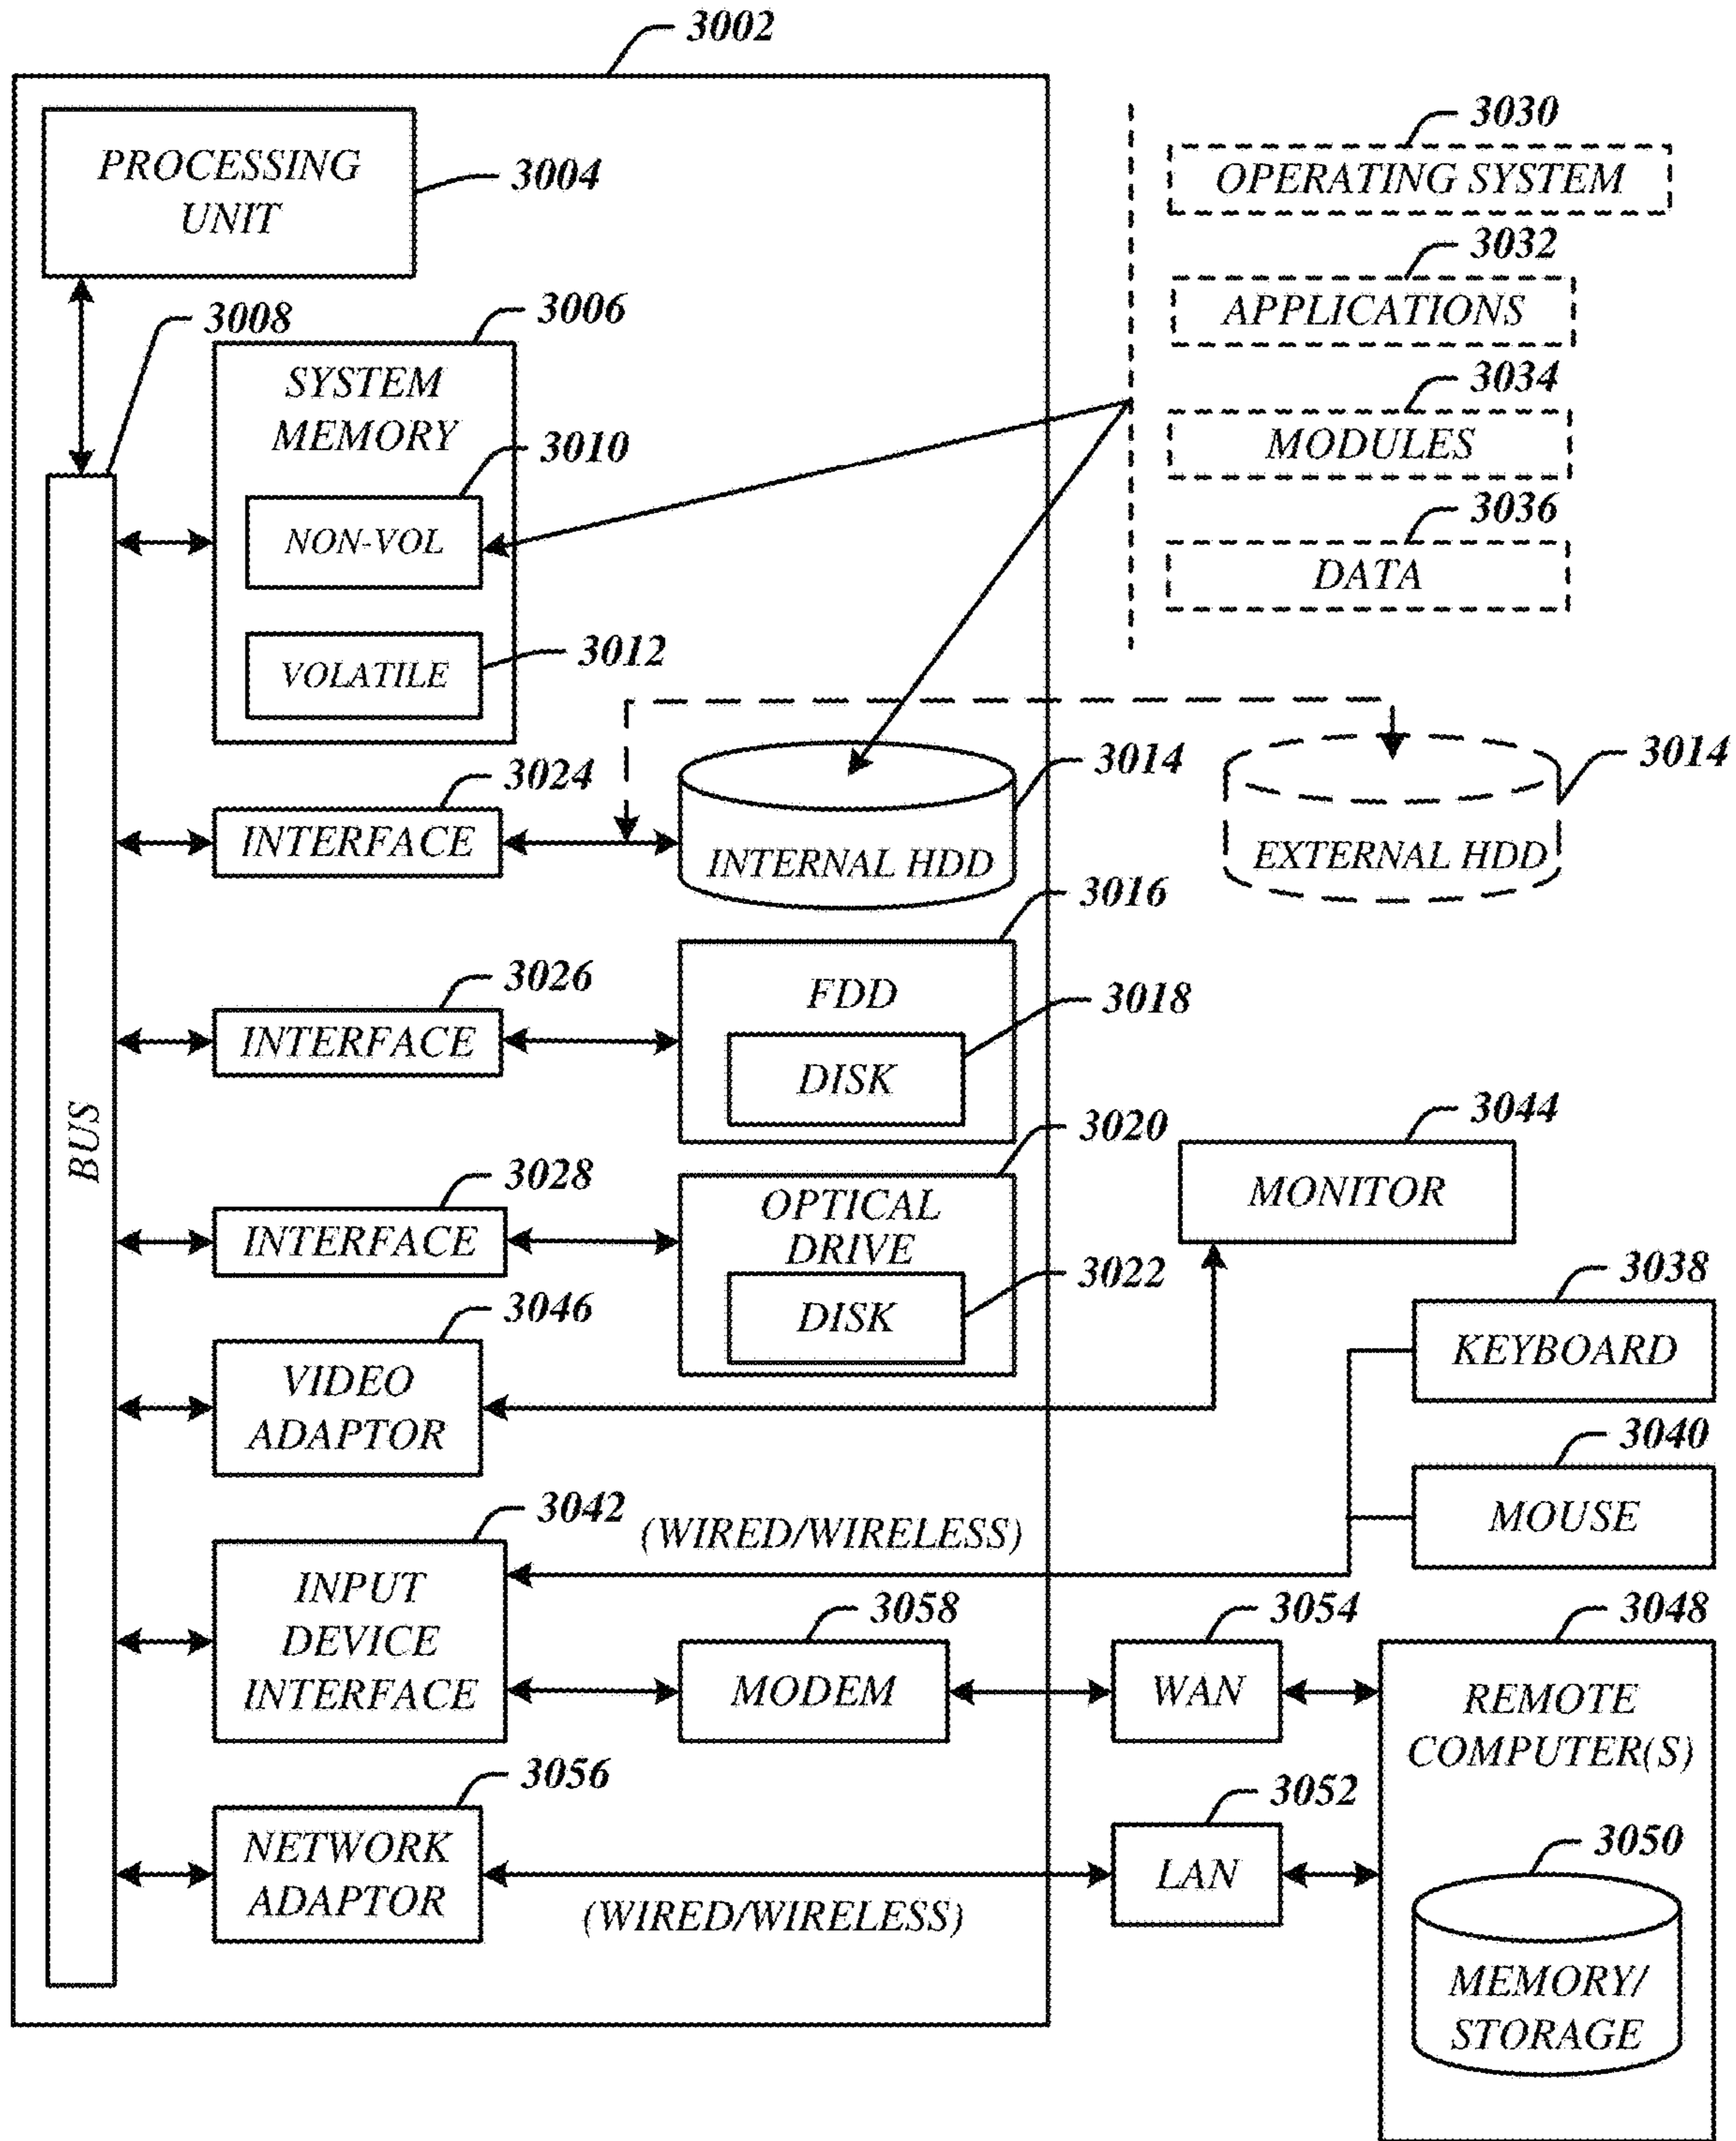 3002
PROCESSING
UNIT
3004
3030
OPERATING SYSTEM
3032
APPLICATIONS
3034
MODULES
3036
DATA
3008
3006
SYSTEM
MEMORY
3010
NON-VOL
3012
VOLATILE
BUS
3024
INTERFACE
3014
INTERNAL HDD
3014
EXTERNAL HDD
3016
FDD
3018
DISK
3026
INTERFACE
3020
OPTICAL
DRIVE
3022
DISK
3028
INTERFACE
3044
MONITOR
3046
VIDEO
ADAPTOR
3038
KEYBOARD
3040
MOUSE
3042
(WIRED/WIRELESS)
INPUT
DEVICE
INTERFACE
3058
MODEM
3054
WAN
3048
REMOTE
COMPUTER(S)
3056
NETWORK
ADAPTOR
(WIRED/WIRELESS)
3052
LAN
3050
MEMORY/
STORAGE